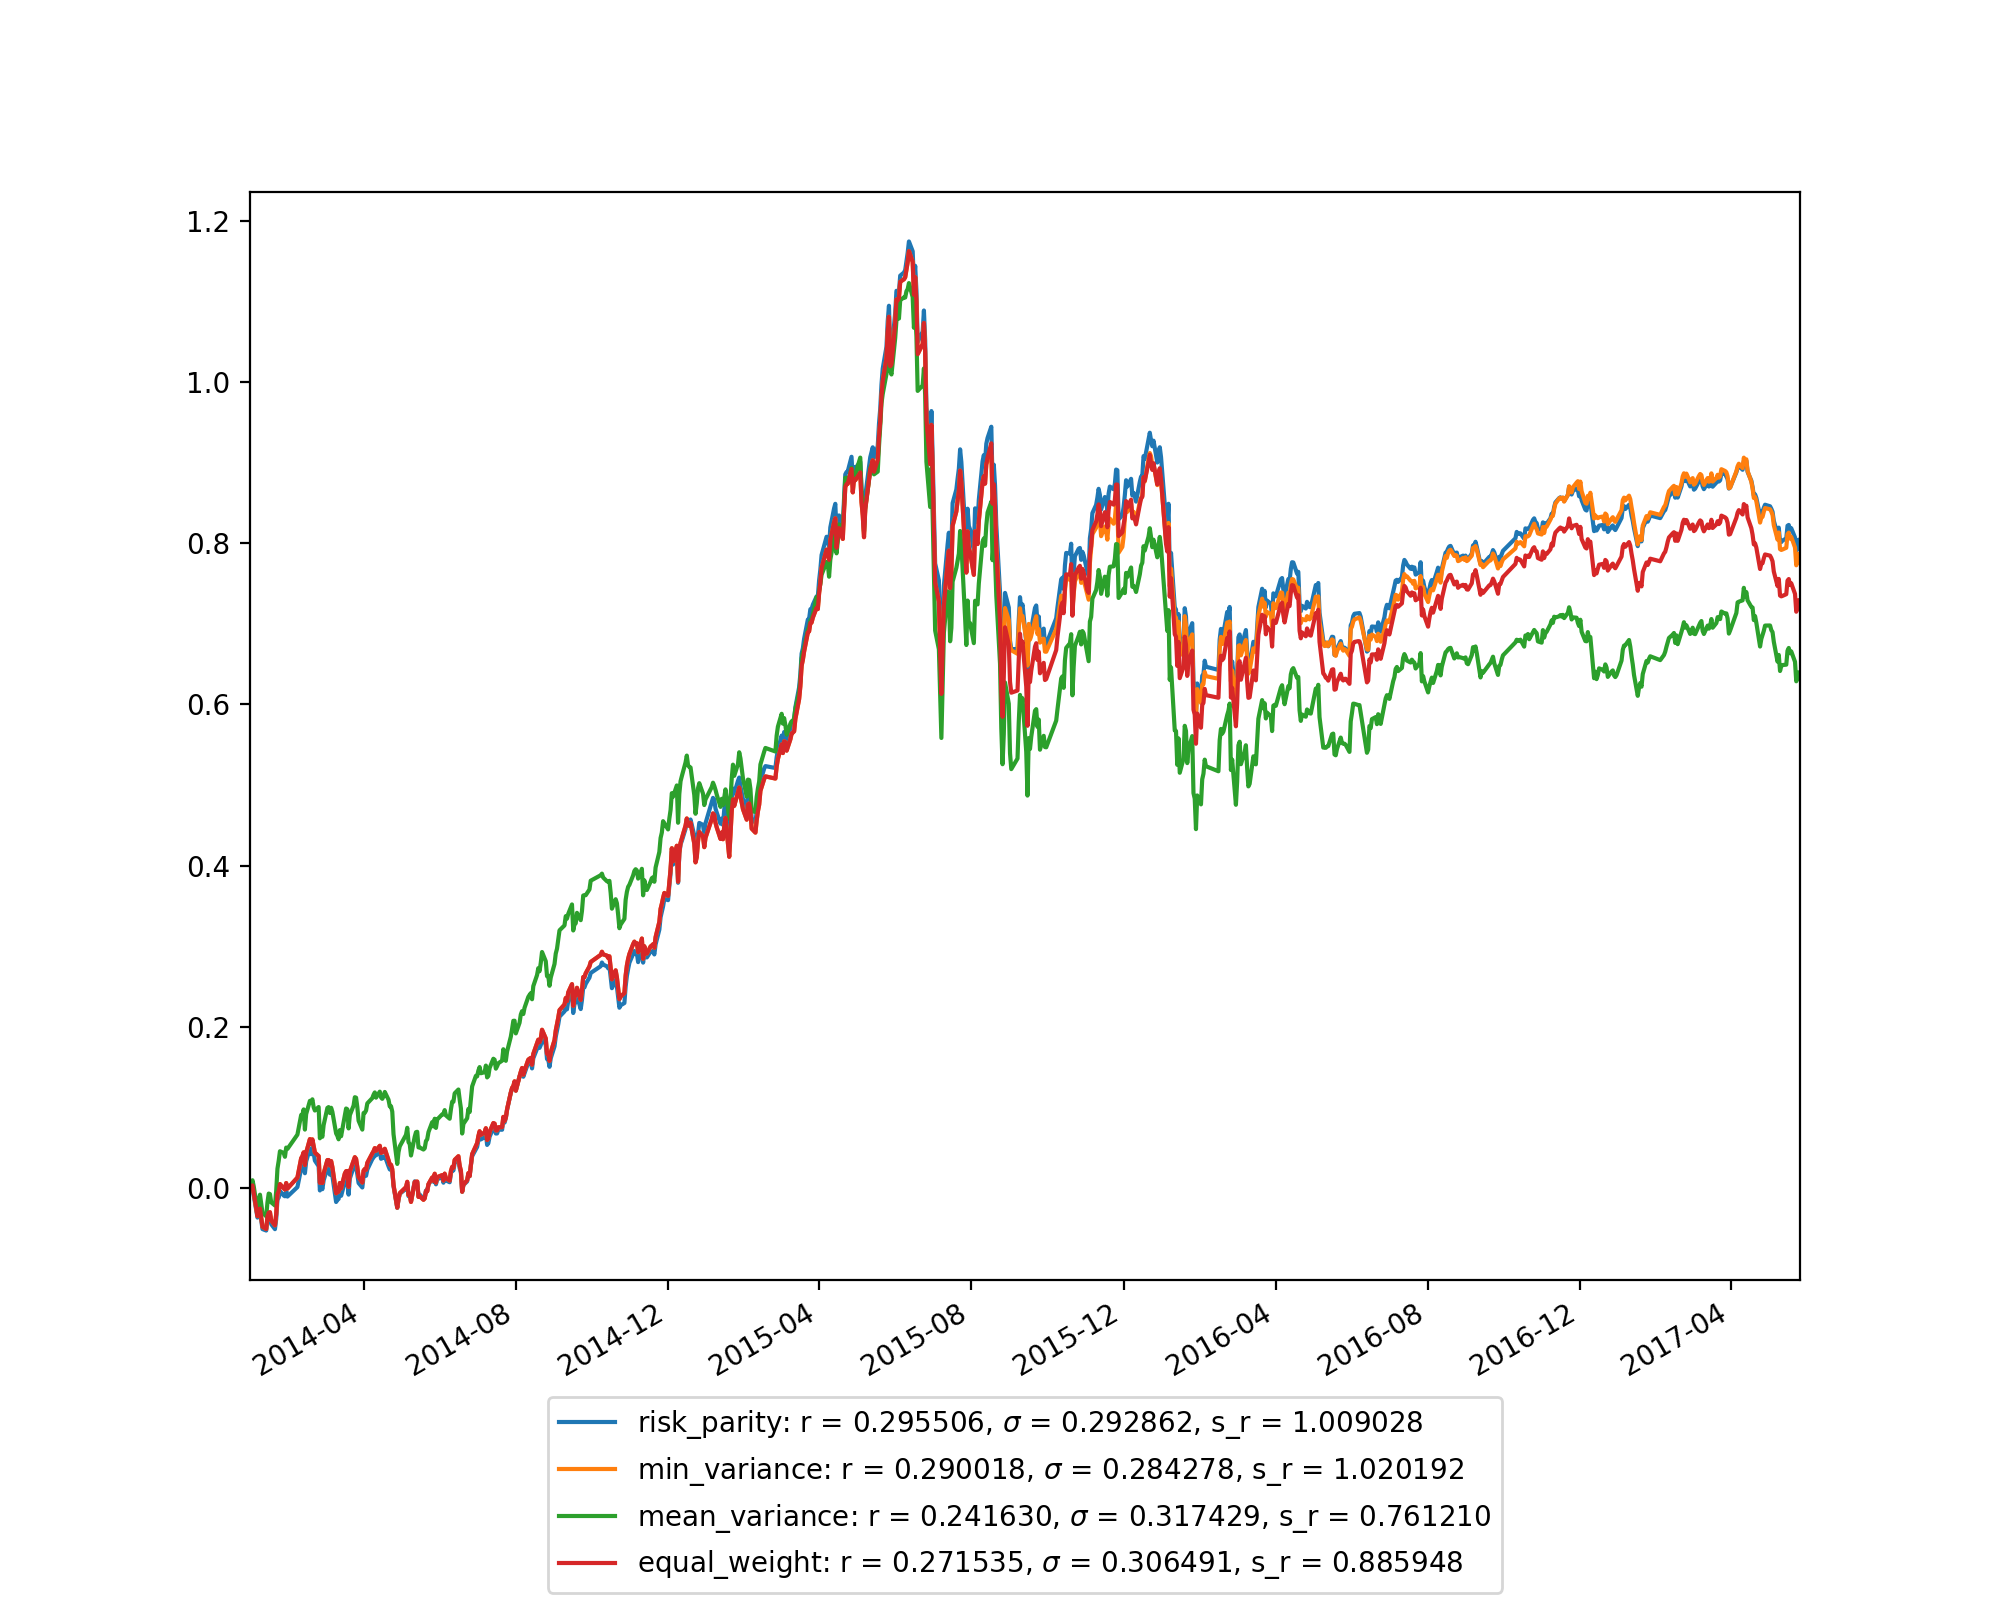 1.2
1.0
0.8
0.6
0.4
0.2
0.0
2014-04 2014-08 2014-12 2015-04 2015-08 2015-12 2016-04 2016-08 2016-12 2017-04
risk_parity: r = 0.295506, σ = 0.292862, s_r = 1.009028
min_variance: r = 0.290018, σ = 0.284278, s_r = 1.020192
mean_variance: r = 0.241630, σ = 0.317429, s_r = 0.761210
equal_weight: r = 0.271535, σ = 0.306491, s_r = 0.885948